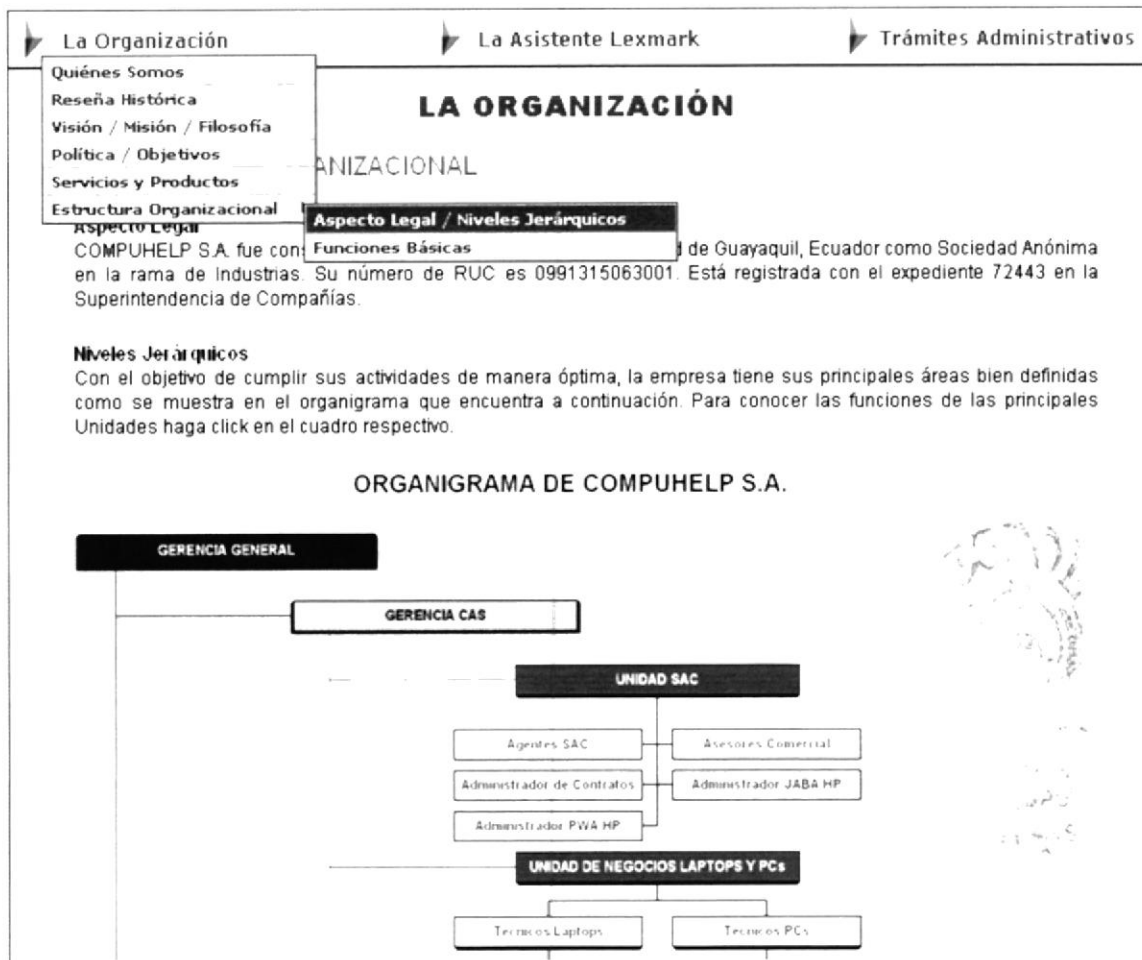 La Organización La Asistente Lexmark Trámites Administrativos
Quiénes Somos
Reseña Histórica
Visión / Misión / Filosofía
Política / Objetivos
Servicios y Productos
Estructura Organizacional
Aspecto Legal / Niveles Jerárquicos
Funciones Básicas
LA ORGANIZACIÓN
ANIZACIONAL
Aspecto Legal
COMPUHELP S.A. fue cons d de Guayaquil, Ecuador como Sociedad Anónima
en la rama de Industrias. Su número de RUC es 0991315063001. Está registrada con el expediente 72443 en la
Superintendencia de Compañías.
Niveles Jerárquicos
Con el objetivo de cumplir sus actividades de manera óptima, la empresa tiene sus principales áreas bien definidas
como se muestra en el organigrama que encuentra a continuación. Para conocer las funciones de las principales
Unidades haga click en el cuadro respectivo.
ORGANIGRAMA DE COMPUHELP S.A.
GERENCIA GENERAL
GERENCIA CAS
UNIDAD SAC
Agentes SAC Asesores Comercial
Administrador de Contratos Administrador JABA HP
Administrador PWA HP
UNIDAD DE NEGOCIOS LAPTOPS Y PCs
Tecnicos Laptops Tecnicos PCs